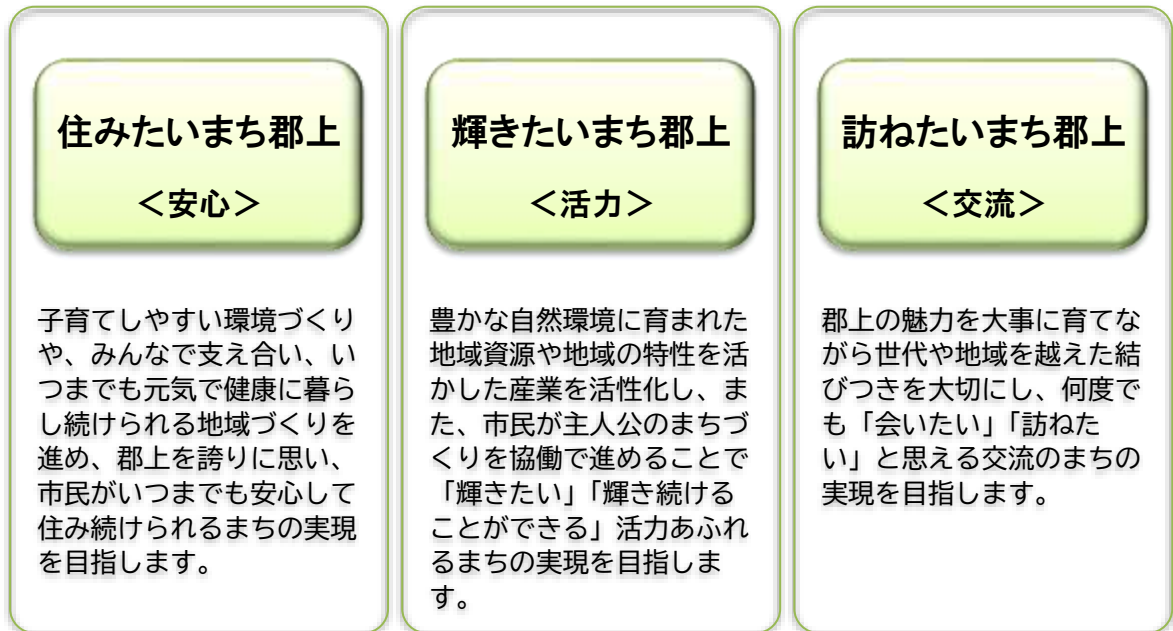 住みたいまち郡上
＜安心＞
子育てしやすい環境づくり
や、みんなで支え合い、い
つまでも元気で健康に暮ら
し続けられる地域づくりを
進め、郡上を誇りに思い、
市民がいつまでも安心して
住み続けられるまちの実現
を目指します。
輝きたいまち郡上
＜活力＞
豊かな自然環境に育まれた
地域資源や地域の特性を活
かした産業を活性化し、ま
た、市民が主人公のまちづ
くりを協働で進めることで
「輝きたい」「輝き続ける
ことができる」活力あふれ
るまちの実現を目指しま
す。
訪ねたいまち郡上
＜交流＞
郡上の魅力を大事に育てな
がら世代や地域を越えた結
びつきを大切にし、何度で
も「会いたい」「訪ねた
い」と思える交流のまちの
実現を目指します。